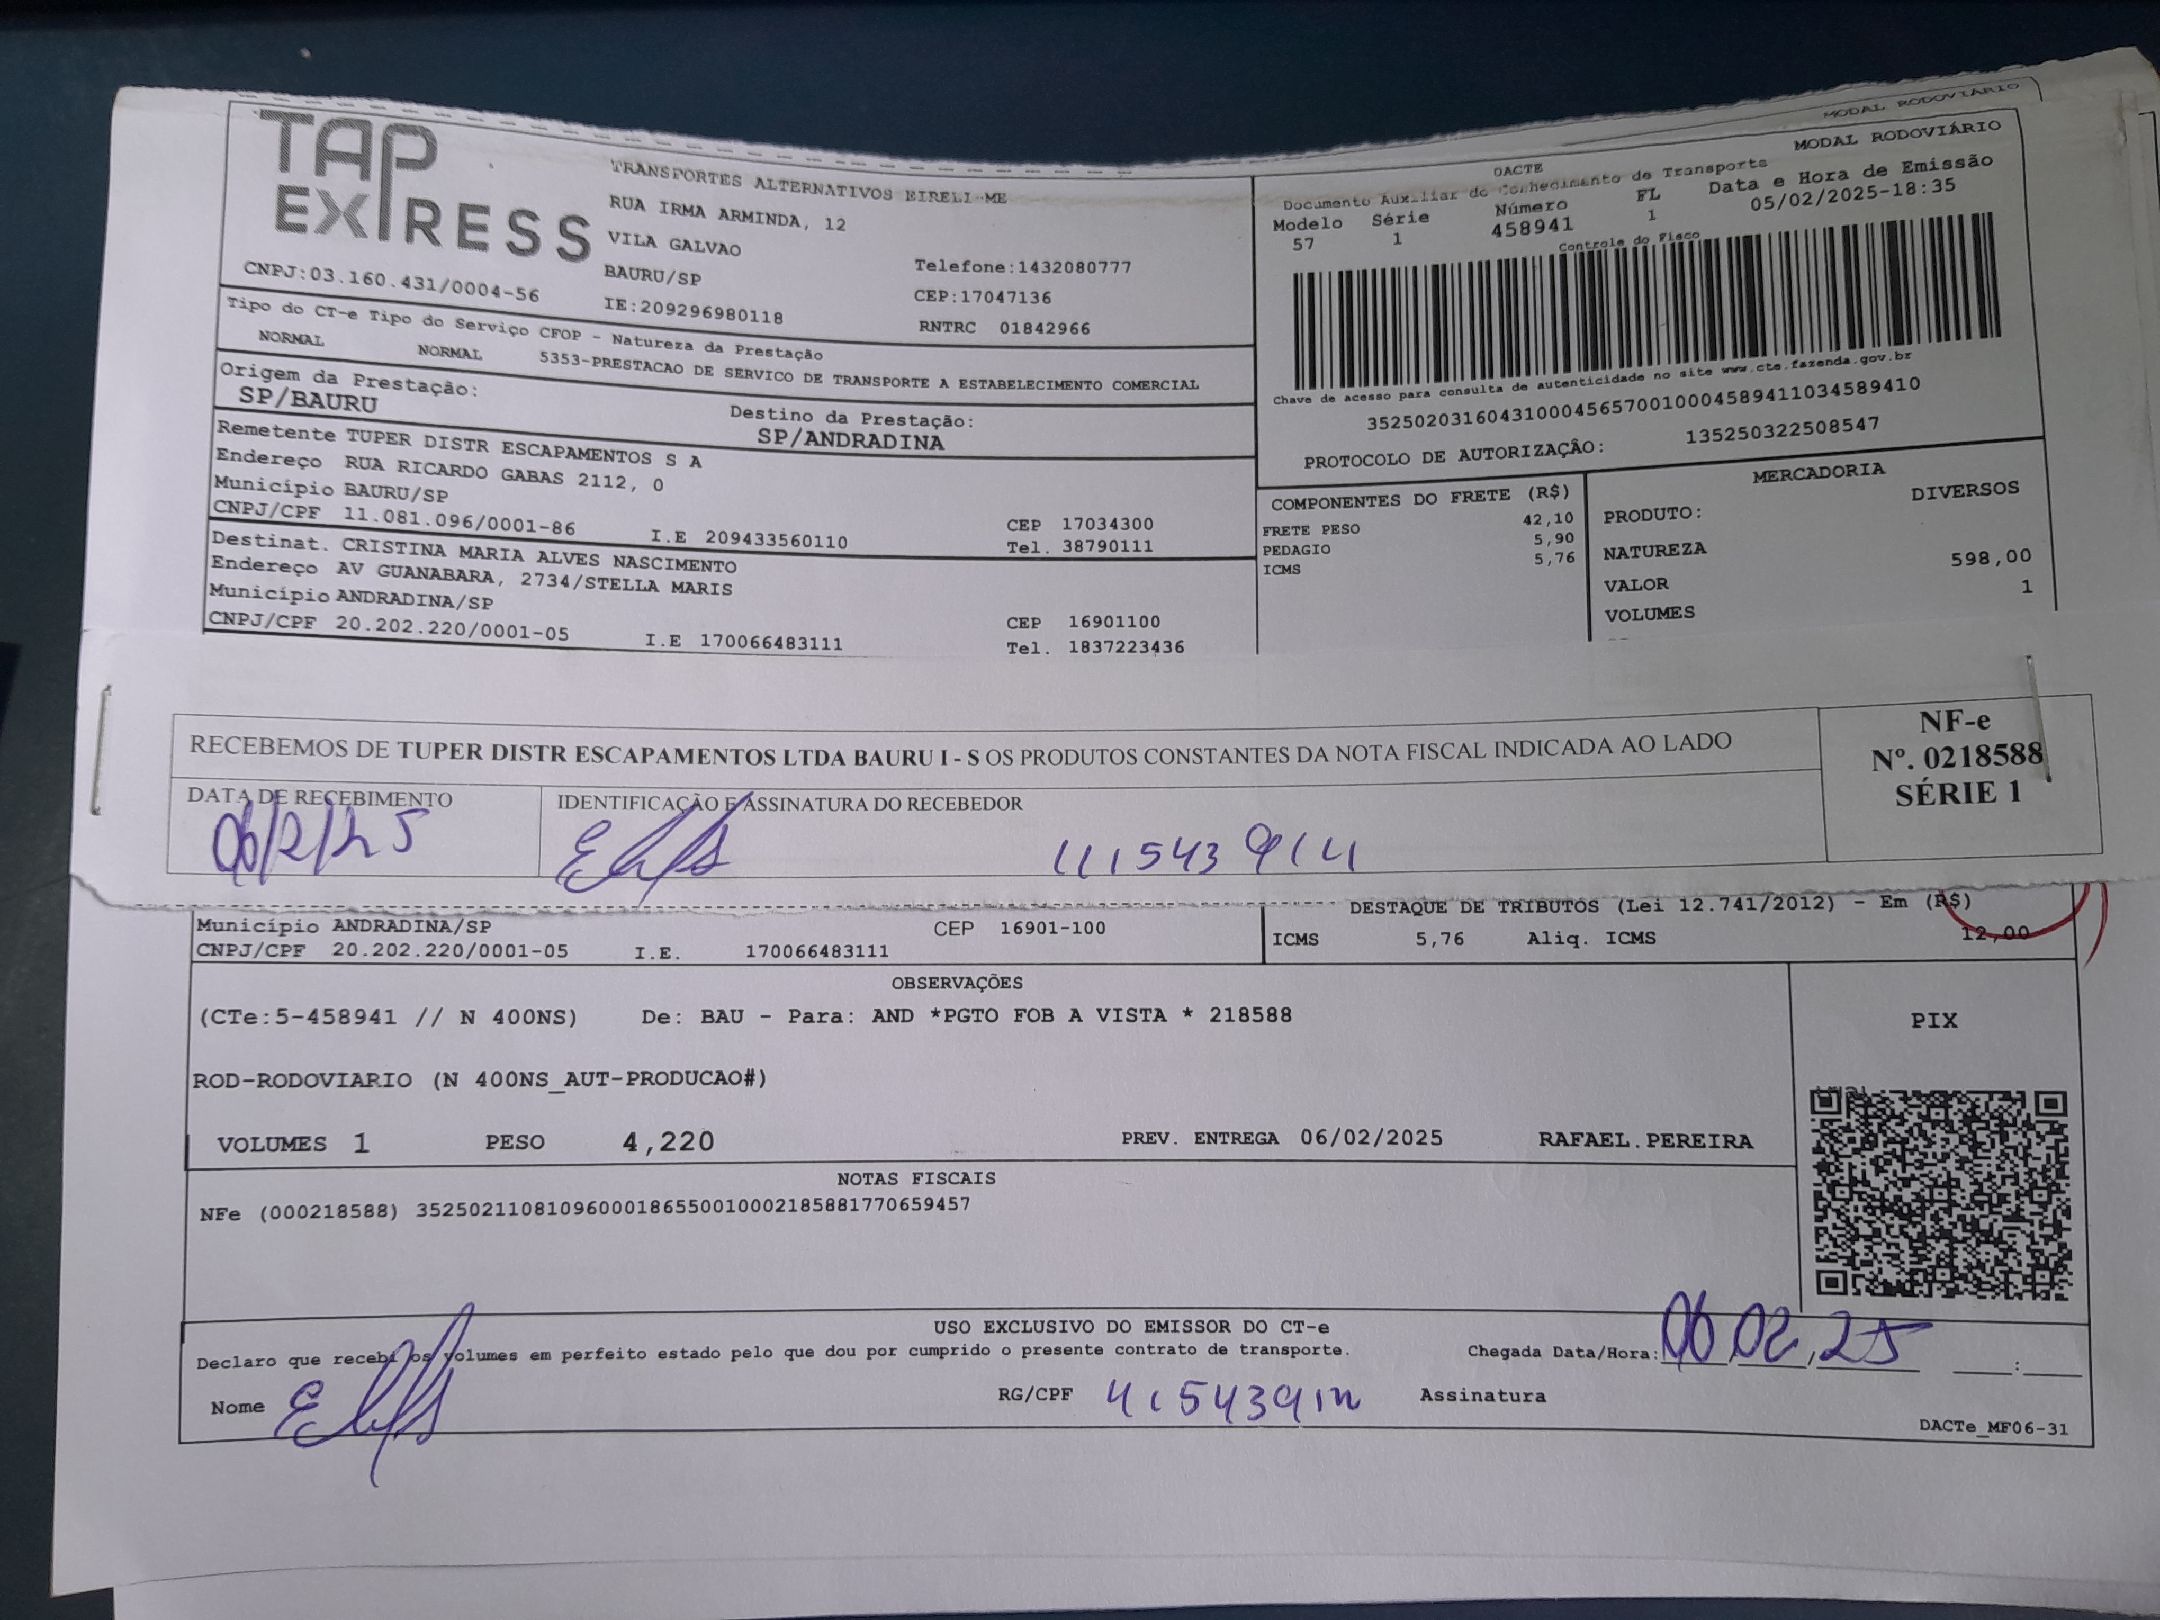 MODAL RODOVIÁRIO
TAP EXPRESS
TRANSPORTES ALTERNATIVOS EIRELI-ME
RUA IRMA ARMINDA, 12
VILA GALVAO
BAURU/SP Telefone:1432080777
CNPJ:03.160.431/0004-56 IE:209296980118 CEP:17047136
RNTRC 01842966
MODAL RODOVIÁRIO
DACTE
Documento Auxiliar do Conhecimento de Transporte
Modelo Série Número FL Data e Hora de Emissão
57 1 458941 1 05/02/2025-18:35
Controle do Fisco
Chave de acesso para consulta de autenticidade no site www.cte.fazenda.gov.br
35250203160431000456570010004589411034589410
PROTOCOLO DE AUTORIZAÇÃO: 135250322508547
Tipo do CT-e Tipo do Serviço CFOP - Natureza da Prestação
NORMAL NORMAL 5353-PRESTACAO DE SERVICO DE TRANSPORTE A ESTABELECIMENTO COMERCIAL
Origem da Prestação: Destino da Prestação:
SP/BAURU SP/ANDRADINA
Remetente TUPER DISTR ESCAPAMENTOS S A
Endereço RUA RICARDO GABAS 2112, 0
Município BAURU/SP CEP 17034300
CNPJ/CPF 11.081.096/0001-86 I.E 209433560110 Tel. 38790111
Destinat. CRISTINA MARIA ALVES NASCIMENTO
Endereço AV GUANABARA, 2734/STELLA MARIS
Município ANDRADINA/SP CEP 16901100
CNPJ/CPF 20.202.220/0001-05 I.E 170066483111 Tel. 1837223436
COMPONENTES DO FRETE (R$)
FRETE PESO 42,10
PEDAGIO 5,90
ICMS 5,76
MERCADORIA
PRODUTO: DIVERSOS
NATUREZA
VALOR 598,00
VOLUMES 1
RECEBEMOS DE TUPER DISTR ESCAPAMENTOS LTDA BAURU I - S OS PRODUTOS CONSTANTES DA NOTA FISCAL INDICADA AO LADO
NF-e
Nº. 0218588
SÉRIE 1
DATA DE RECEBIMENTO IDENTIFICAÇÃO E ASSINATURA DO RECEBEDOR
06/2/25
Município ANDRADINA/SP CEP 16901-100
CNPJ/CPF 20.202.220/0001-05 I.E. 170066483111
DESTAQUE DE TRIBUTOS (Lei 12.741/2012) - Em (R$)
ICMS 5,76 Aliq. ICMS 12,00
OBSERVAÇÕES
(CTe:5-458941 // N 400NS) De: BAU - Para: AND *PGTO FOB A VISTA * 218588
ROD-RODOVIARIO (N 400NS_AUT-PRODUCAO#)
VOLUMES 1 PESO 4,220 PREV. ENTREGA 06/02/2025 RAFAEL.PEREIRA
PIX
NOTAS FISCAIS
NFe (000218588) 35250211081096000186550010002185881770659457
USO EXCLUSIVO DO EMISSOR DO CT-e
Declaro que recebi os volumes em perfeito estado pelo que dou por cumprido o presente contrato de transporte. Chegada Data/Hora: 06 02 25 :
Nome RG/CPF Assinatura
DACTe_MF06-31